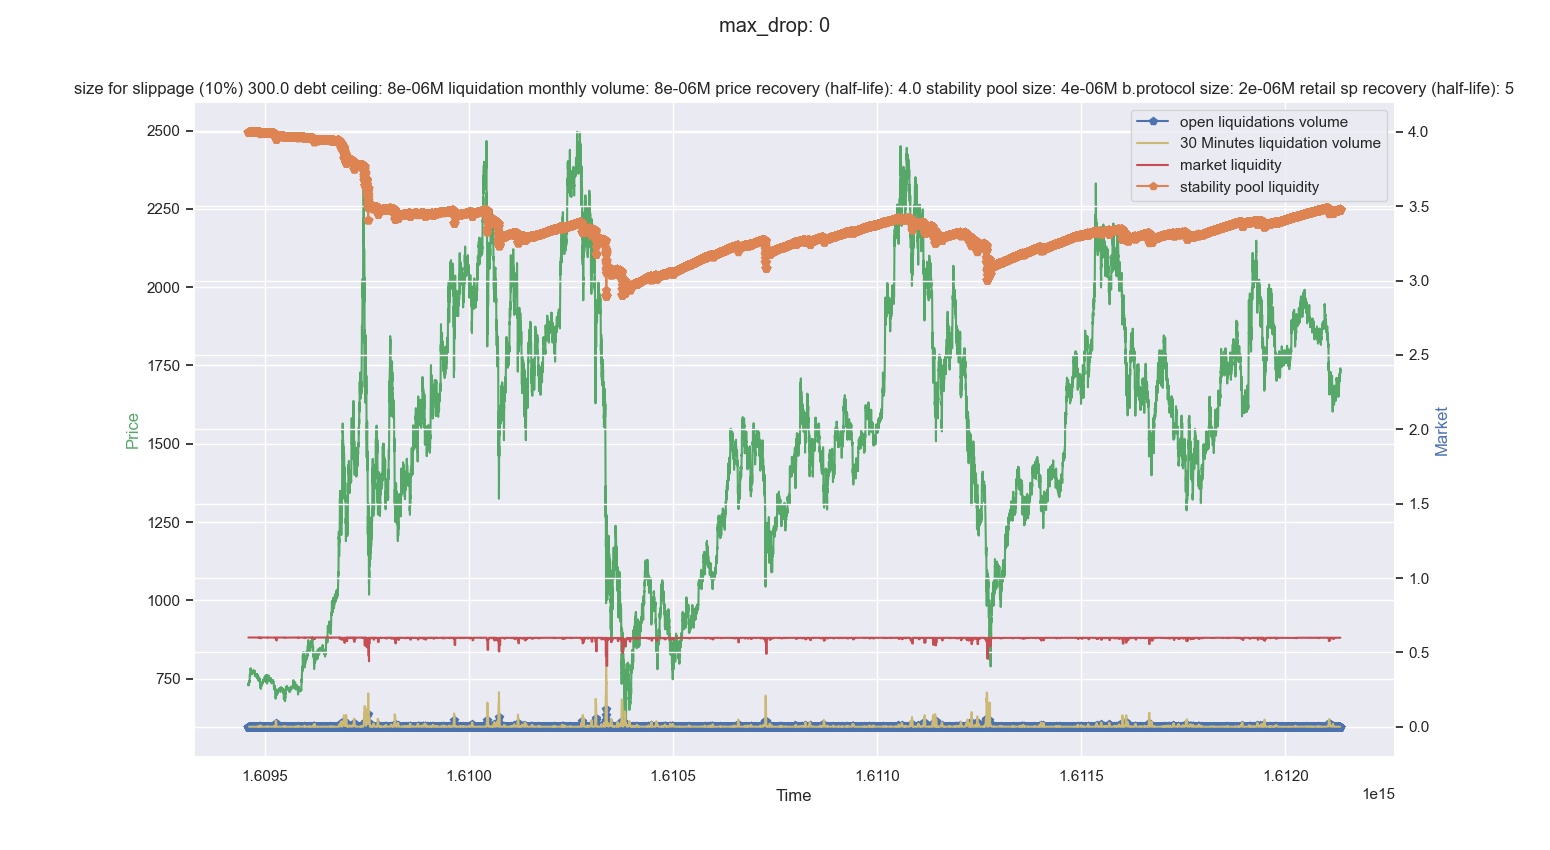 max_drop: 0
size for slippage (10%) 300.0 debt ceiling: 8e-06M liquidation monthly volume: 8e-06M price recovery (half-life): 4.0 stability pool size: 4e-06M b.protocol size: 2e-06M retail sp recovery (half-life): 5
open liquidations volume
30 Minutes liquidation volume
market liquidity
stability pool liquidity
2500
2250
2000
1750
1500
1250
1000
750
Price
4.0
3.5
3.0
2.5
2.0
1.5
1.0
0.5
0.0
Market
1.6095 1.6100 1.6105 1.6110 1.6115 1.6120
Time
1e15